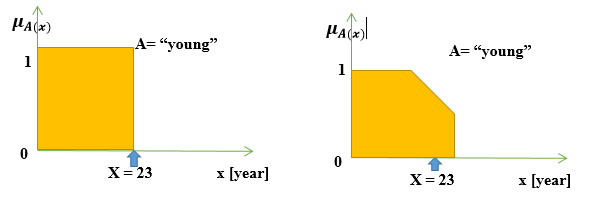 μA(x)
A= “young”
1
0
X = 23
x [year]
μA(x)|
A= “young”
1
0
X = 23
x [year]